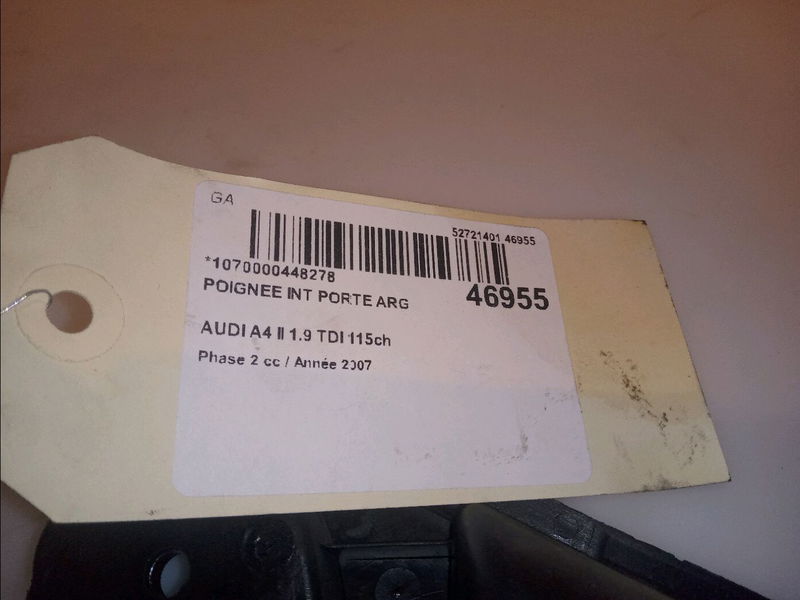 GA
52721401 46955
*1070000448278
46955
POIGNEE INT PORTE ARG
AUDI A4 II 1.9 TDI 115ch
Phase 2 cc / Année 2007